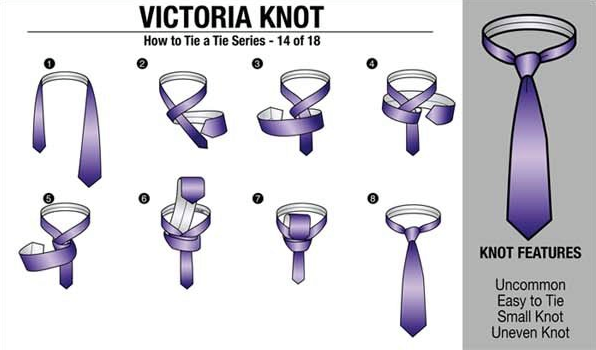 VICTORIA KNOT
How to Tie a Tie Series - 14 of 18
1
2
3
4
5
6
7
8
KNOT FEATURES
Uncommon
Easy to Tie
Small Knot
Uneven Knot